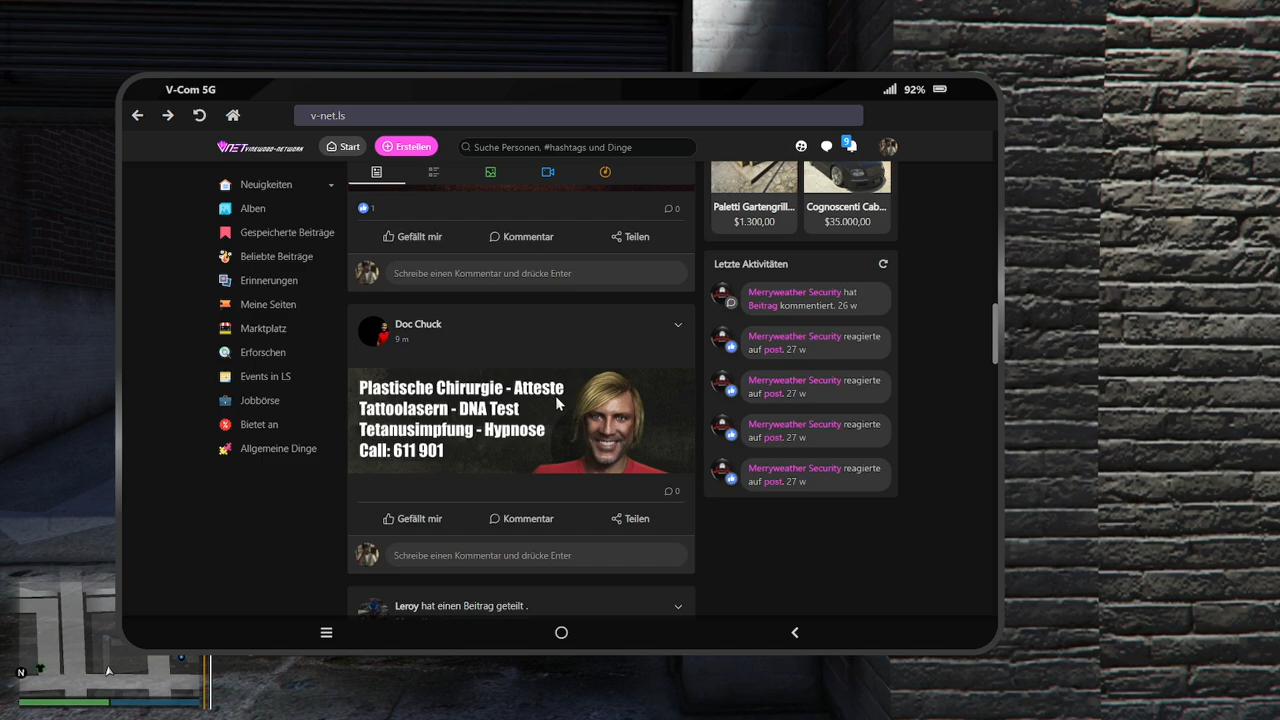 V-Com 5G
92%
v-net.ls
VNET VINEWOOD-NETWORK
Start
Erstellen
Suche Personen, #hashtags und Dinge
9
Neuigkeiten
Alben
Gespeicherte Beiträge
Beliebte Beiträge
Erinnerungen
Meine Seiten
Marktplatz
Erforschen
Events in LS
Jobbörse
Bietet an
Allgemeine Dinge
1
0
Gefällt mir
Kommentar
Teilen
Schreibe einen Kommentar und drücke Enter
Doc Chuck
9 m
Plastische Chirurgie - Atteste
Tattoolasern - DNA Test
Tetanusimpfung - Hypnose
Call: 611 901
0
Gefällt mir
Kommentar
Teilen
Schreibe einen Kommentar und drücke Enter
Leroy hat einen Beitrag geteilt .
Paletti Gartengrill...
$1.300,00
Cognoscenti Cab...
$35.000,00
Letzte Aktivitäten
Merryweather Security hat
Beitrag kommentiert. 26 w
Merryweather Security reagierte
auf post. 27 w
Merryweather Security reagierte
auf post. 27 w
Merryweather Security reagierte
auf post. 27 w
Merryweather Security reagierte
auf post. 27 w
N